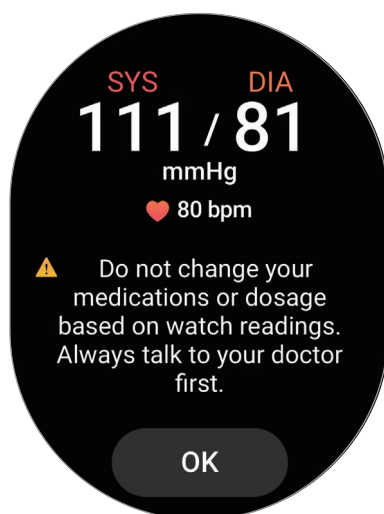 SYS DIA
111 / 81
mmHg
80 bpm
Do not change your
medications or dosage
based on watch readings.
Always talk to your doctor
first.
OK